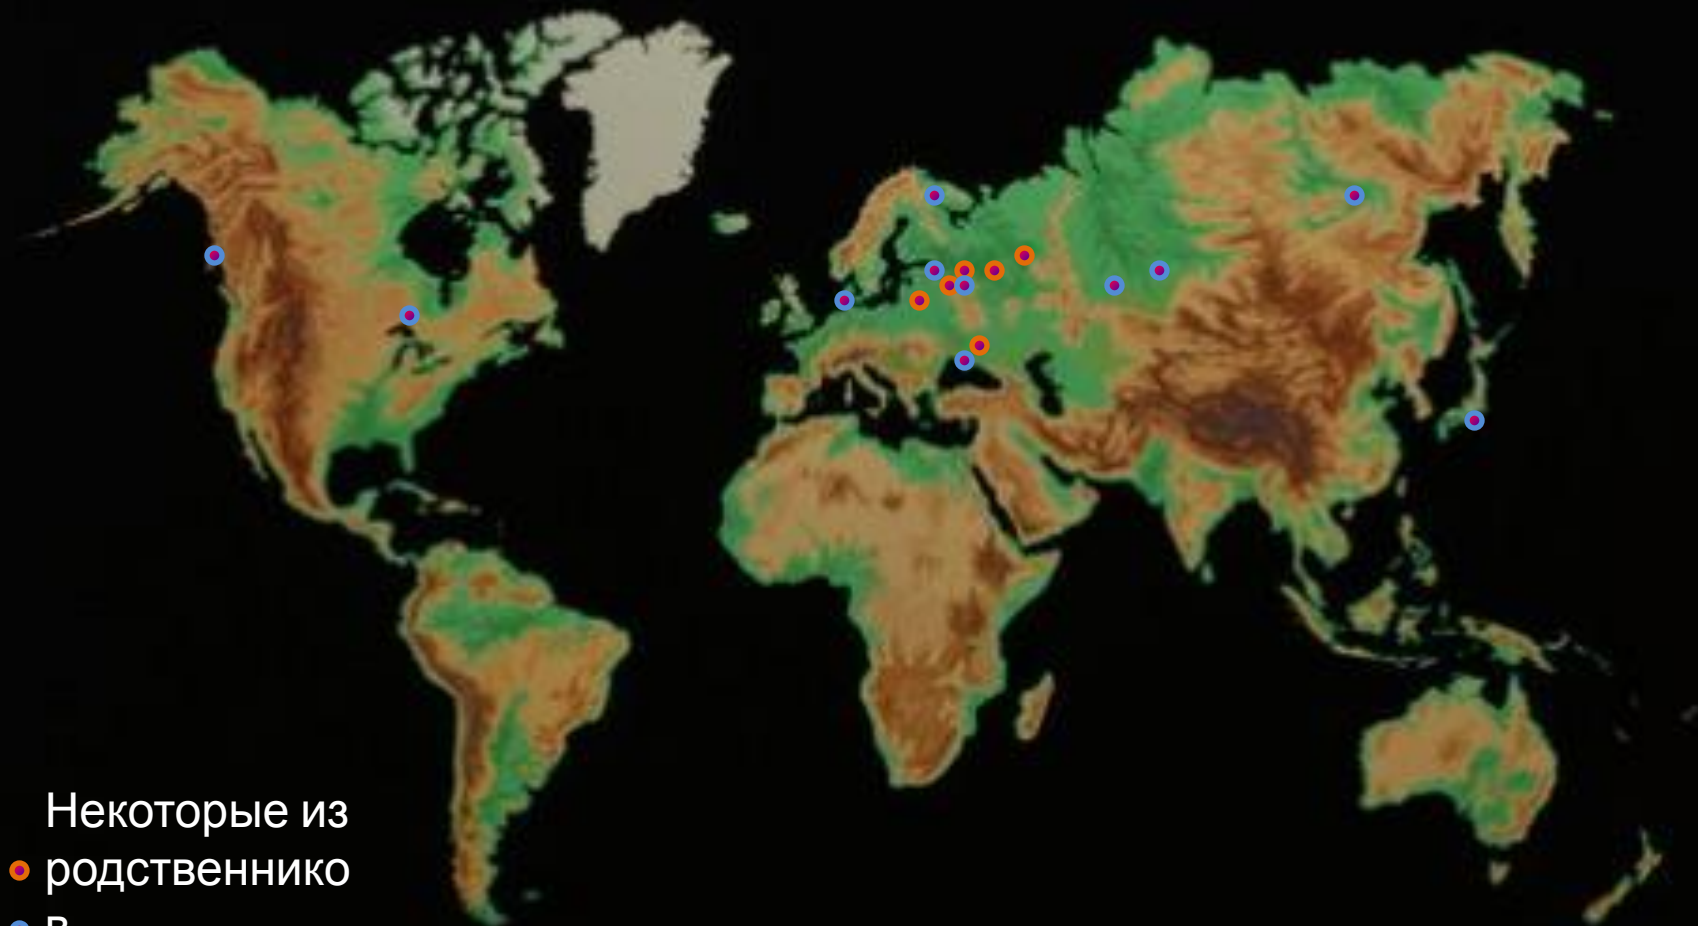 Некоторые из
родственнико
в